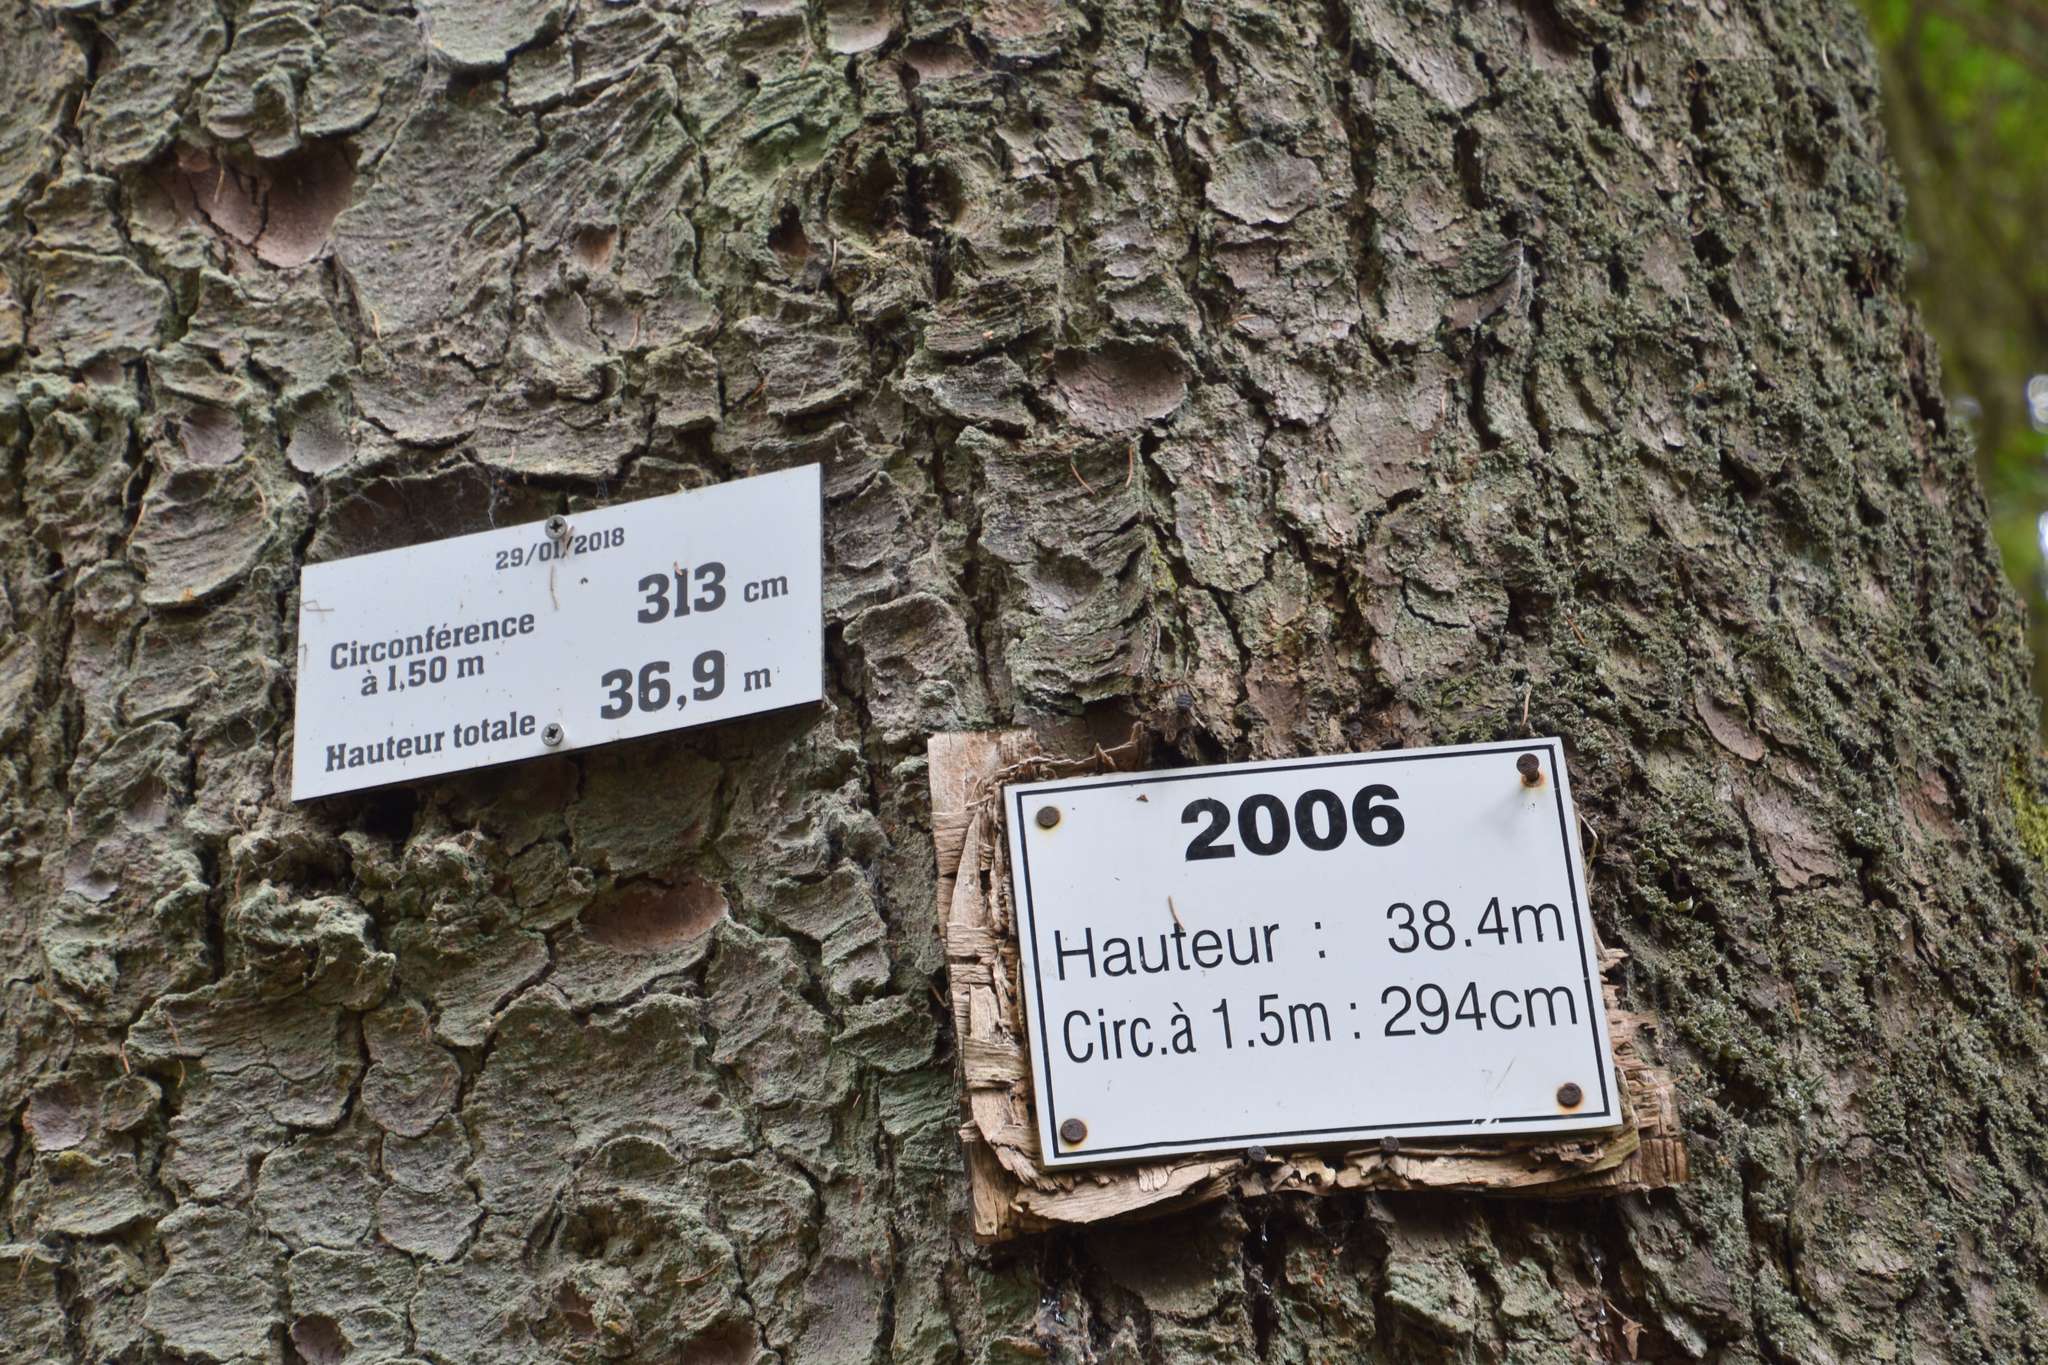 29/01/2018
Circonférence
à 1,50 m
313 cm
Hauteur totale 36,9 m
2006
Hauteur : 38.4m
Circ.à 1.5m : 294cm